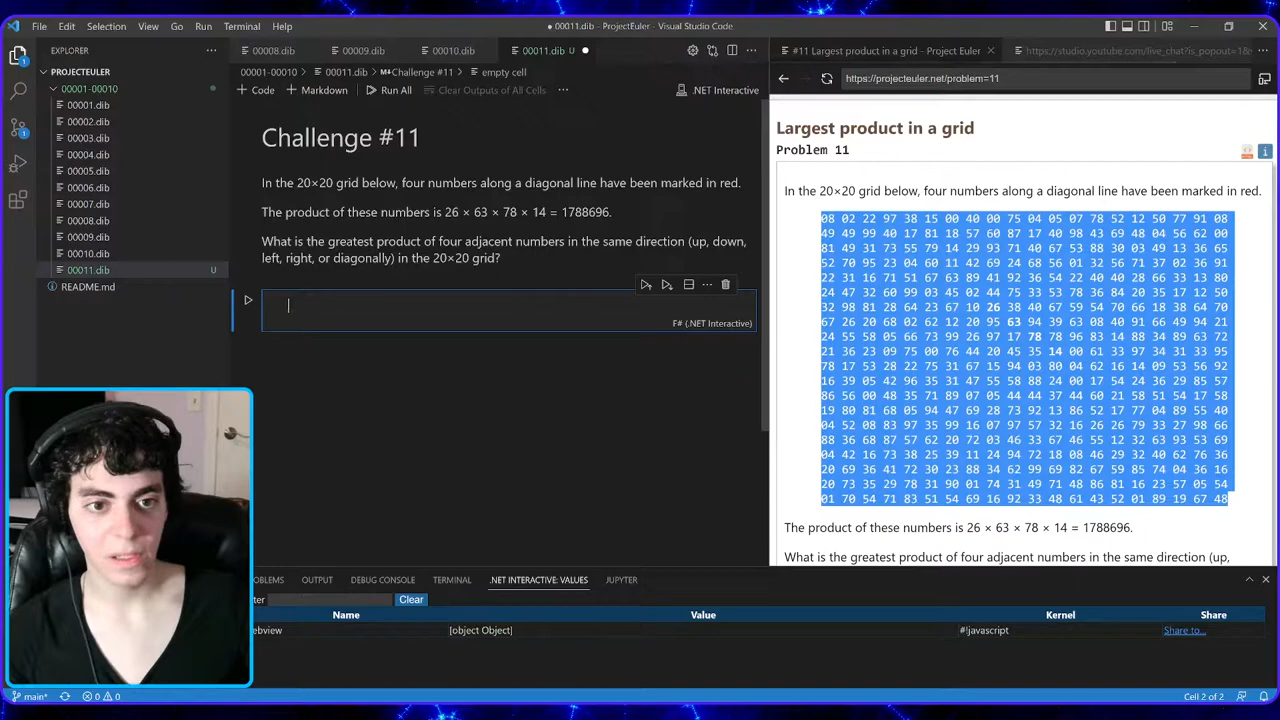 File Edit Selection View Go Run Terminal Help
● 00011.dib - ProjectEuler - Visual Studio Code
EXPLORER
PROJECTEULER
00001-00010
00001.dib
00002.dib
00003.dib
00004.dib
00005.dib
00006.dib
00007.dib
00008.dib
00009.dib
00010.dib
00011.dib U
README.md
00008.dib 00009.dib 00010.dib 00011.dib U ●
00001-00010 > 00011.dib > Challenge #11 > empty cell
+ Code + Markdown Run All Clear Outputs of All Cells ... .NET Interactive
Challenge #11
In the 20×20 grid below, four numbers along a diagonal line have been marked in red.
The product of these numbers is 26 × 63 × 78 × 14 = 1788696.
What is the greatest product of four adjacent numbers in the same direction (up, down,
left, right, or diagonally) in the 20×20 grid?
F# (.NET Interactive)
#11 Largest product in a grid - Project Euler https://studio.youtube.com/live_chat?is_popout=1&
https://projecteuler.net/problem=11
Largest product in a grid
Problem 11
In the 20×20 grid below, four numbers along a diagonal line have been marked in red.
08 02 22 97 38 15 00 40 00 75 04 05 07 78 52 12 50 77 91 08
49 49 99 40 17 81 18 57 60 87 17 40 98 43 69 48 04 56 62 00
81 49 31 73 55 79 14 29 93 71 40 67 53 88 30 03 49 13 36 65
52 70 95 23 04 60 11 42 69 24 68 56 01 32 56 71 37 02 36 91
22 31 16 71 51 67 63 89 41 92 36 54 22 40 40 28 66 33 13 80
24 47 32 60 99 03 45 02 44 75 33 53 78 36 84 20 35 17 12 50
32 98 81 28 64 23 67 10 26 38 40 67 59 54 70 66 18 38 64 70
67 26 20 68 02 62 12 20 95 63 94 39 63 08 40 91 66 49 94 21
24 55 58 05 66 73 99 26 97 17 78 78 96 83 14 88 34 89 63 72
21 36 23 09 75 00 76 44 20 45 35 14 00 61 33 97 34 31 33 95
78 17 53 28 22 75 31 67 15 94 03 80 04 62 16 14 09 53 56 92
16 39 05 42 96 35 31 47 55 58 88 24 00 17 54 24 36 29 85 57
86 56 00 48 35 71 89 07 05 44 44 37 44 60 21 58 51 54 17 58
19 80 81 68 05 94 47 69 28 73 92 13 86 52 17 77 04 89 55 40
04 52 08 83 97 35 99 16 07 97 57 32 16 26 26 79 33 27 98 66
88 36 68 87 57 62 20 72 03 46 33 67 46 55 12 32 63 93 53 69
04 42 16 73 38 25 39 11 24 94 72 18 08 46 29 32 40 62 76 36
20 69 36 41 72 30 23 88 34 62 99 69 82 67 59 85 74 04 36 16
20 73 35 29 78 31 90 01 74 31 49 71 48 86 81 16 23 57 05 54
01 70 54 71 83 51 54 69 16 92 33 48 61 43 52 01 89 19 67 48
The product of these numbers is 26 × 63 × 78 × 14 = 1788696.
What is the greatest product of four adjacent numbers in the same direction (up,
OBLEMS OUTPUT DEBUG CONSOLE TERMINAL .NET INTERACTIVE: VALUES JUPYTER
ter Clear
Name Value Kernel Share
ebview [object Object] #!javascript Share to...
main* 0 0 Cell 2 of 2